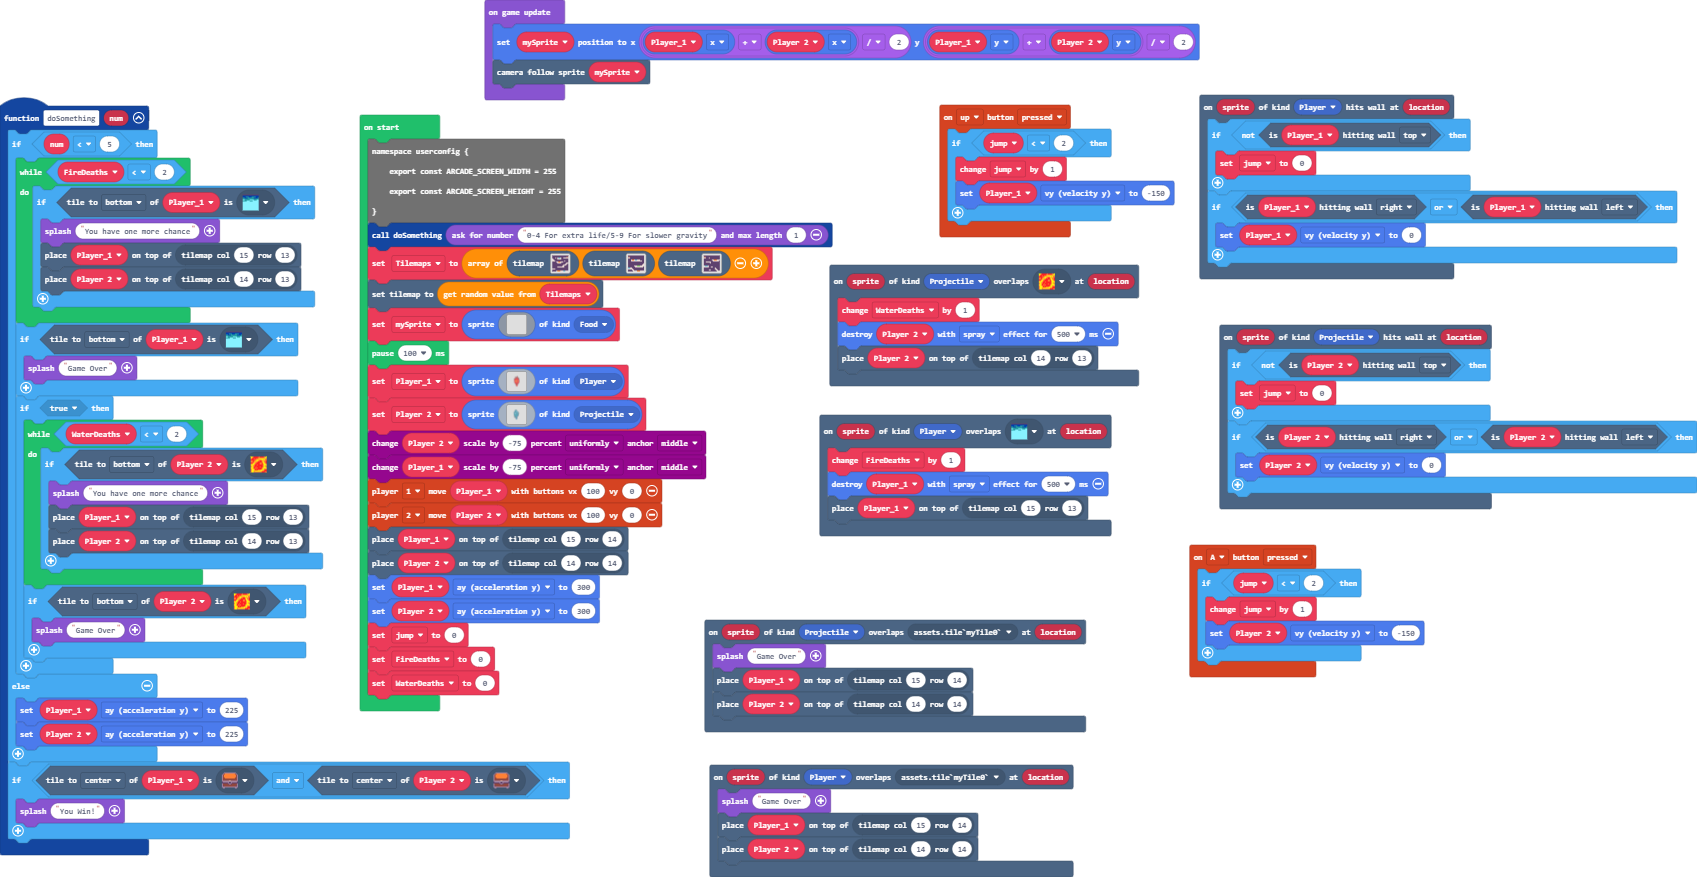 on game update
set mySprite position to x Player_1 x + Player 2 x / 2 y Player_1 y + Player 2 y / 2
camera follow sprite mySprite
function doSomething num
if num < 5 then
while FireDeaths < 2
do
if tile to bottom of Player_1 is then
splash "You have one more chance"
place Player_1 on top of tilemap col 15 row 13
place Player 2 on top of tilemap col 14 row 13
if tile to bottom of Player_1 is then
splash "Game Over"
if true then
while WaterDeaths < 2
do
if tile to bottom of Player 2 is then
splash "You have one more chance"
place Player_1 on top of tilemap col 15 row 13
place Player 2 on top of tilemap col 14 row 13
if tile to bottom of Player 2 is then
splash "Game Over"
else
set Player_1 ay (acceleration y) to 225
set Player 2 ay (acceleration y) to 225
if tile to center of Player_1 is and tile to center of Player 2 is then
splash "You Win!"
on start
namespace userconfig {
export const ARCADE_SCREEN_WIDTH = 255
export const ARCADE_SCREEN_HEIGHT = 255
}
call doSomething ask for number "0-4 For extra life/5-9 For slower gravity" and max length 1
set Tilemaps to array of tilemap tilemap tilemap
set tilemap to get random value from Tilemaps
set mySprite to sprite of kind Food
pause 100 ms
set Player_1 to sprite of kind Player
set Player 2 to sprite of kind Projectile
change Player 2 scale by -75 percent uniformly anchor middle
change Player_1 scale by -75 percent uniformly anchor middle
player 1 move Player_1 with buttons vx 100 vy 0
player 2 move Player 2 with buttons vx 100 vy 0
place Player_1 on top of tilemap col 15 row 14
place Player 2 on top of tilemap col 14 row 14
set Player_1 ay (acceleration y) to 300
set Player 2 ay (acceleration y) to 300
set jump to 0
set FireDeaths to 0
set WaterDeaths to 0
on up button pressed
if jump < 2 then
change jump by 1
set Player_1 vy (velocity y) to -150
on sprite of kind Projectile overlaps at location
change WaterDeaths by 1
destroy Player 2 with spray effect for 500 ms
place Player 2 on top of tilemap col 14 row 13
on sprite of kind Player overlaps at location
change FireDeaths by 1
destroy Player_1 with spray effect for 500 ms
place Player_1 on top of tilemap col 15 row 13
on sprite of kind Projectile overlaps assets.tile`myTile0` at location
splash "Game Over"
place Player_1 on top of tilemap col 15 row 14
place Player 2 on top of tilemap col 14 row 14
on sprite of kind Player overlaps assets.tile`myTile0` at location
splash "Game Over"
place Player_1 on top of tilemap col 15 row 14
place Player 2 on top of tilemap col 14 row 14
on sprite of kind Player hits wall at location
if not is Player_1 hitting wall top then
set jump to 0
if is Player_1 hitting wall right or is Player_1 hitting wall left then
set Player_1 vy (velocity y) to 0
on sprite of kind Projectile hits wall at location
if not is Player 2 hitting wall top then
set jump to 0
if is Player 2 hitting wall right or is Player 2 hitting wall left then
set Player 2 vy (velocity y) to 0
on A button pressed
if jump < 2 then
change jump by 1
set Player 2 vy (velocity y) to -150